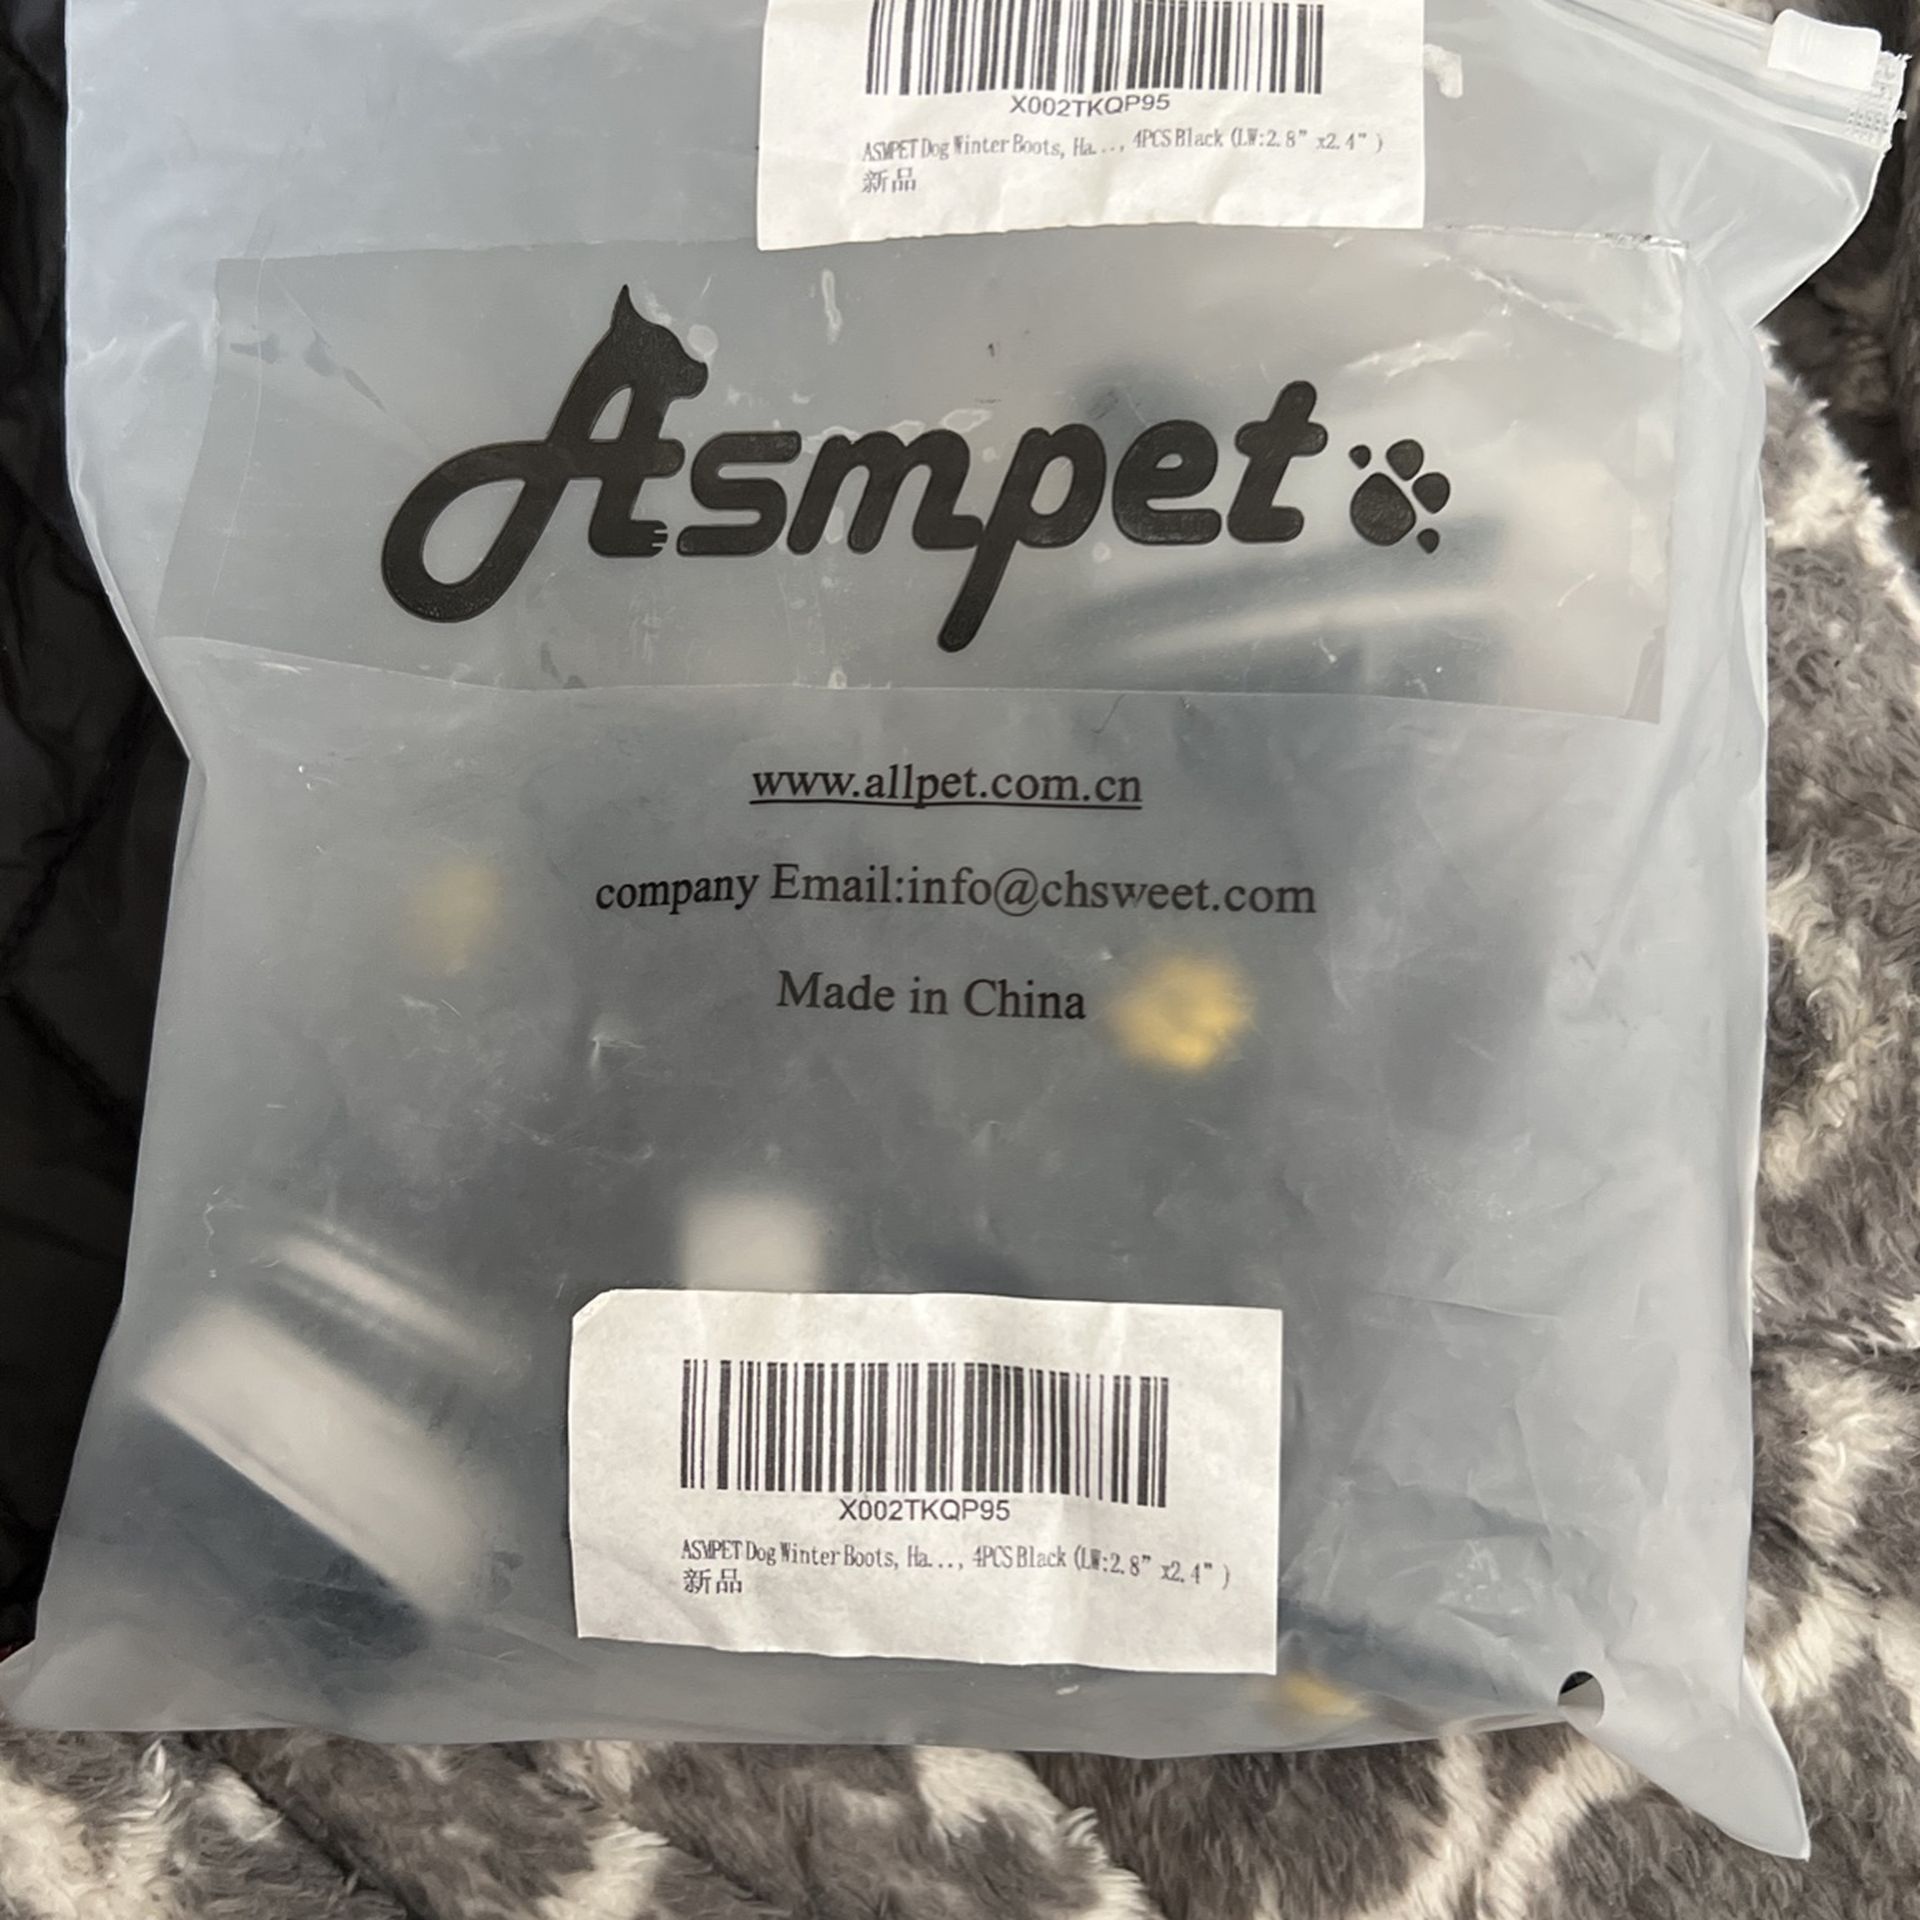 X002TKQP95
ASMPET Dog Winter Boots, Ha..., 4PCS Black (LW:2.8” x2.4” )
新品
Asmpet
www.allpet.com.cn
company Email:info@chsweet.com
Made in China
X002TKQP95
ASMPET Dog Winter Boots, Ha..., 4PCS Black (LW:2.8” x2.4” )
新品